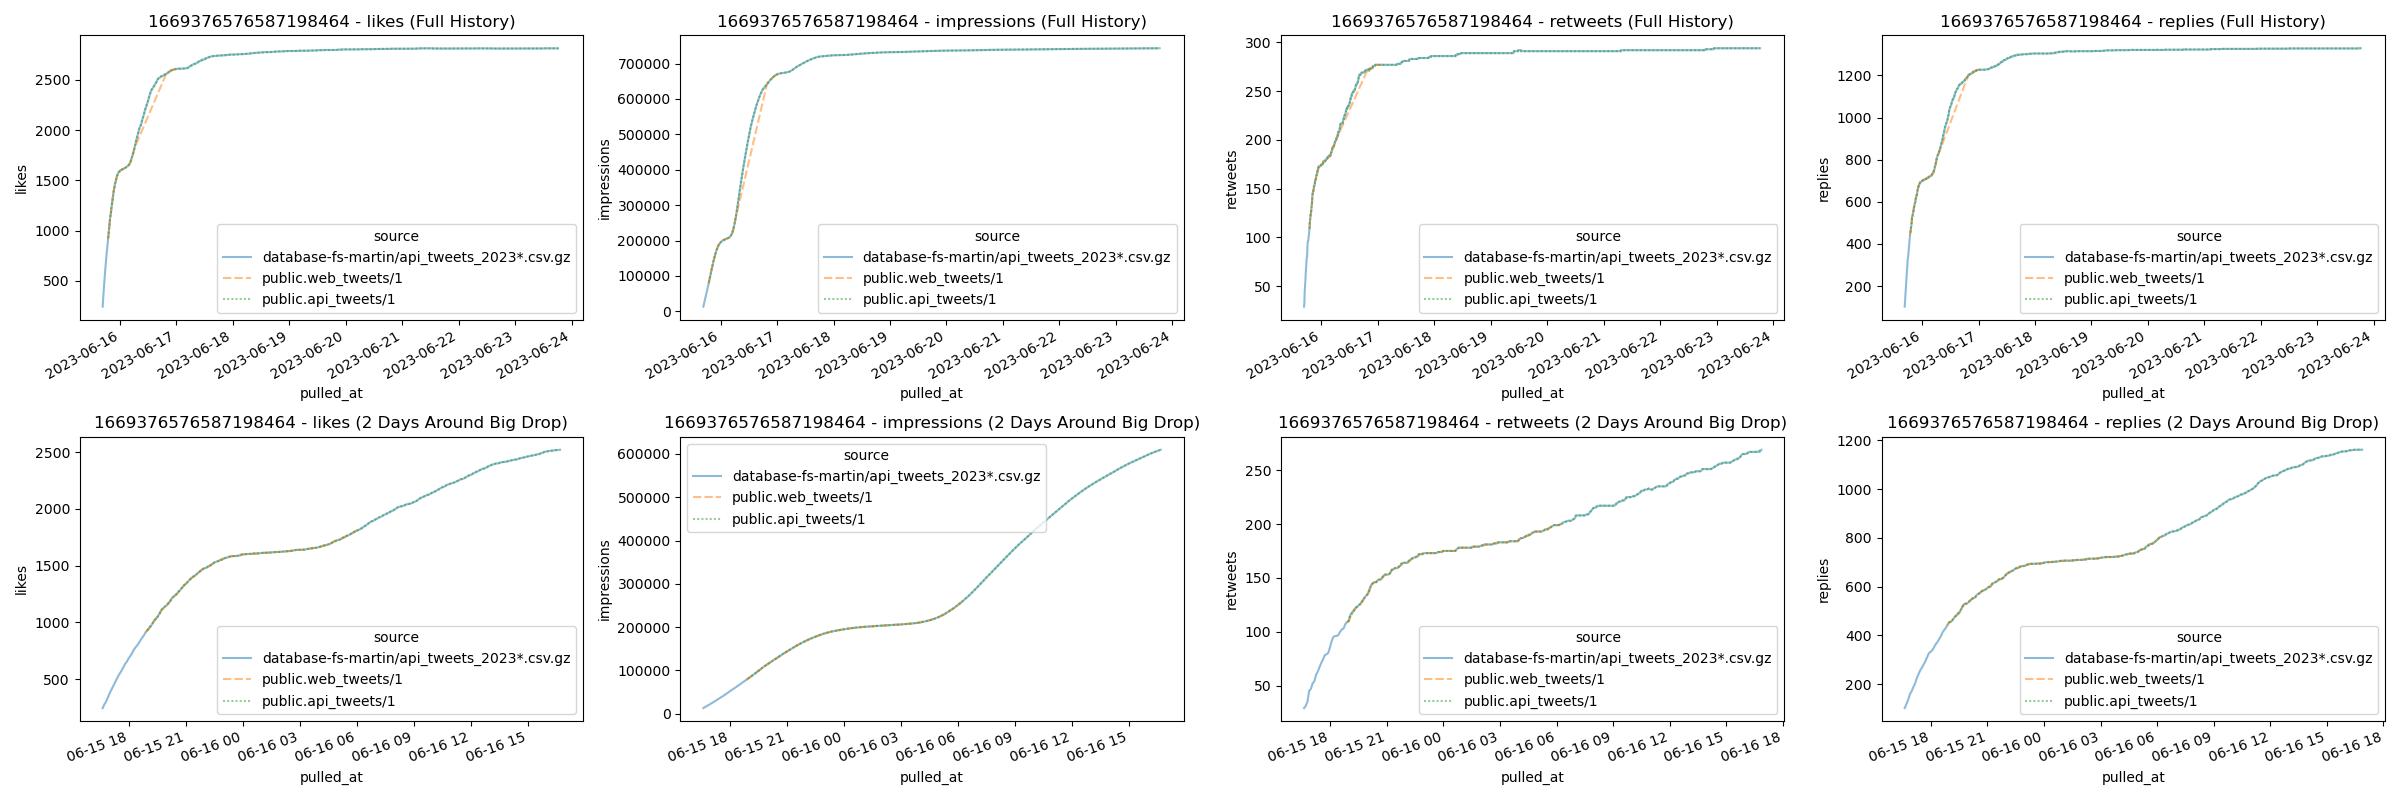 1669376576587198464 - likes (Full History)
likes
2500
2000
1500
1000
500
source
database-fs-martin/api_tweets_2023*.csv.gz
public.web_tweets/1
public.api_tweets/1
2023-06-16
2023-06-17
2023-06-18
2023-06-19
2023-06-20
2023-06-21
2023-06-22
2023-06-23
2023-06-24
pulled_at
1669376576587198464 - impressions (Full History)
impressions
700000
600000
500000
400000
300000
200000
100000
0
source
database-fs-martin/api_tweets_2023*.csv.gz
public.web_tweets/1
public.api_tweets/1
2023-06-16
2023-06-17
2023-06-18
2023-06-19
2023-06-20
2023-06-21
2023-06-22
2023-06-23
2023-06-24
pulled_at
1669376576587198464 - retweets (Full History)
retweets
300
250
200
150
100
50
source
database-fs-martin/api_tweets_2023*.csv.gz
public.web_tweets/1
public.api_tweets/1
2023-06-16
2023-06-17
2023-06-18
2023-06-19
2023-06-20
2023-06-21
2023-06-22
2023-06-23
2023-06-24
pulled_at
1669376576587198464 - replies (Full History)
replies
1200
1000
800
600
400
200
source
database-fs-martin/api_tweets_2023*.csv.gz
public.web_tweets/1
public.api_tweets/1
2023-06-16
2023-06-17
2023-06-18
2023-06-19
2023-06-20
2023-06-21
2023-06-22
2023-06-23
2023-06-24
pulled_at
1669376576587198464 - likes (2 Days Around Big Drop)
likes
2500
2000
1500
1000
500
source
database-fs-martin/api_tweets_2023*.csv.gz
public.web_tweets/1
public.api_tweets/1
06-15 18
06-15 21
06-16 00
06-16 03
06-16 06
06-16 09
06-16 12
06-16 15
pulled_at
1669376576587198464 - impressions (2 Days Around Big Drop)
impressions
600000
500000
400000
300000
200000
100000
0
source
database-fs-martin/api_tweets_2023*.csv.gz
public.web_tweets/1
public.api_tweets/1
06-15 18
06-15 21
06-16 00
06-16 03
06-16 06
06-16 09
06-16 12
06-16 15
pulled_at
1669376576587198464 - retweets (2 Days Around Big Drop)
retweets
250
200
150
100
50
source
database-fs-martin/api_tweets_2023*.csv.gz
public.web_tweets/1
public.api_tweets/1
06-15 18
06-15 21
06-16 00
06-16 03
06-16 06
06-16 09
06-16 12
06-16 15
06-16 18
pulled_at
1669376576587198464 - replies (2 Days Around Big Drop)
replies
1200
1000
800
600
400
200
source
database-fs-martin/api_tweets_2023*.csv.gz
public.web_tweets/1
public.api_tweets/1
06-15 18
06-15 21
06-16 00
06-16 03
06-16 06
06-16 09
06-16 12
06-16 15
06-16 18
pulled_at